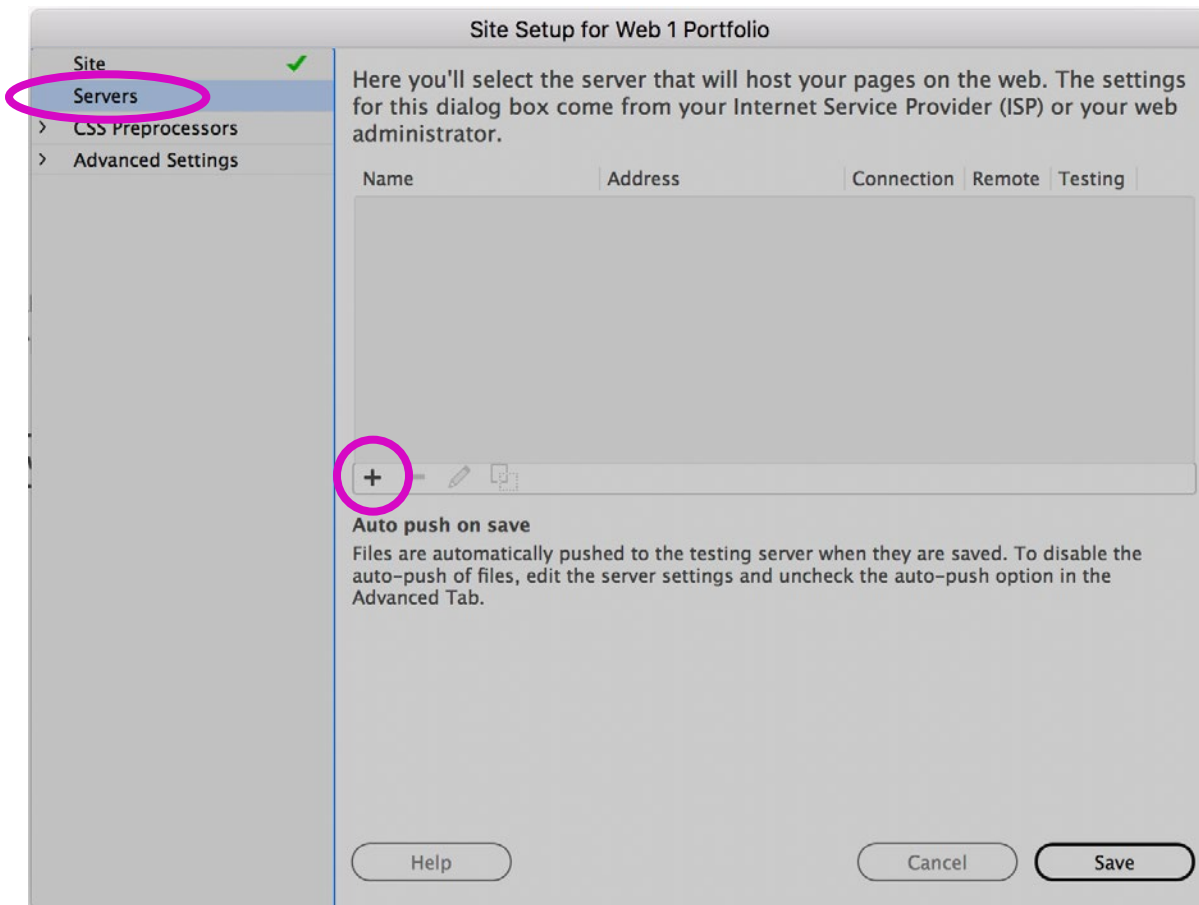 Site Setup for Web 1 Portfolio
Site
Servers
CSS Preprocessors
Advanced Settings
Here you'll select the server that will host your pages on the web. The settings
for this dialog box come from your Internet Service Provider (ISP) or your web
administrator.
Name Address Connection Remote Testing
Auto push on save
Files are automatically pushed to the testing server when they are saved. To disable the
auto-push of files, edit the server settings and uncheck the auto-push option in the
Advanced Tab.
Help Cancel Save